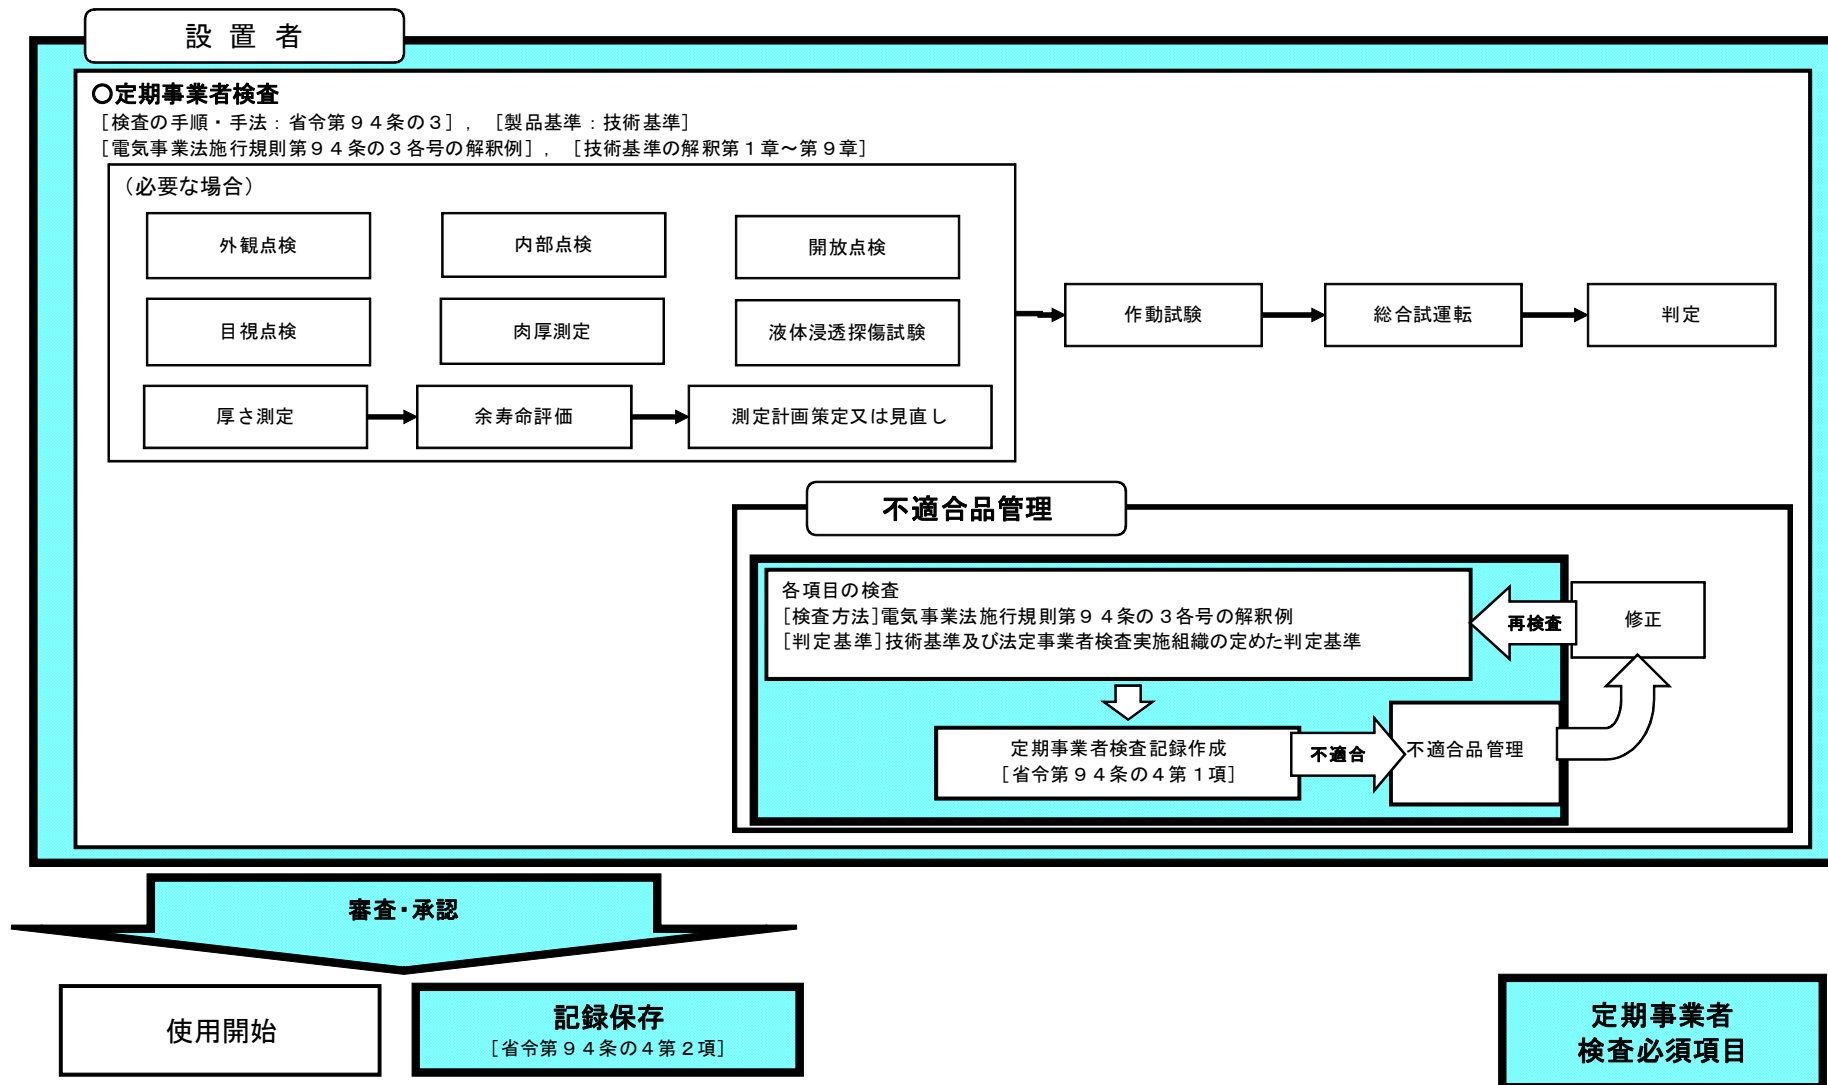 設 置 者
○定期事業者検査
[検査の手順・手法：省令第９４条の３]， [製品基準：技術基準]
[電気事業法施行規則第９４条の３各号の解釈例]， [技術基準の解釈第１章～第９章]
（必要な場合）
外観点検
内部点検
開放点検
目視点検
肉厚測定
液体浸透探傷試験
厚さ測定
余寿命評価
測定計画策定又は見直し
作動試験
総合試運転
判定
不適合品管理
各項目の検査
[検査方法]電気事業法施行規則第９４条の３各号の解釈例
[判定基準]技術基準及び法定事業者検査実施組織の定めた判定基準
再検査
修正
定期事業者検査記録作成
[省令第９４条の４第１項]
不適合
不適合品管理
審査・承認
使用開始
記録保存
[省令第９４条の４第２項]
定期事業者
検査必須項目